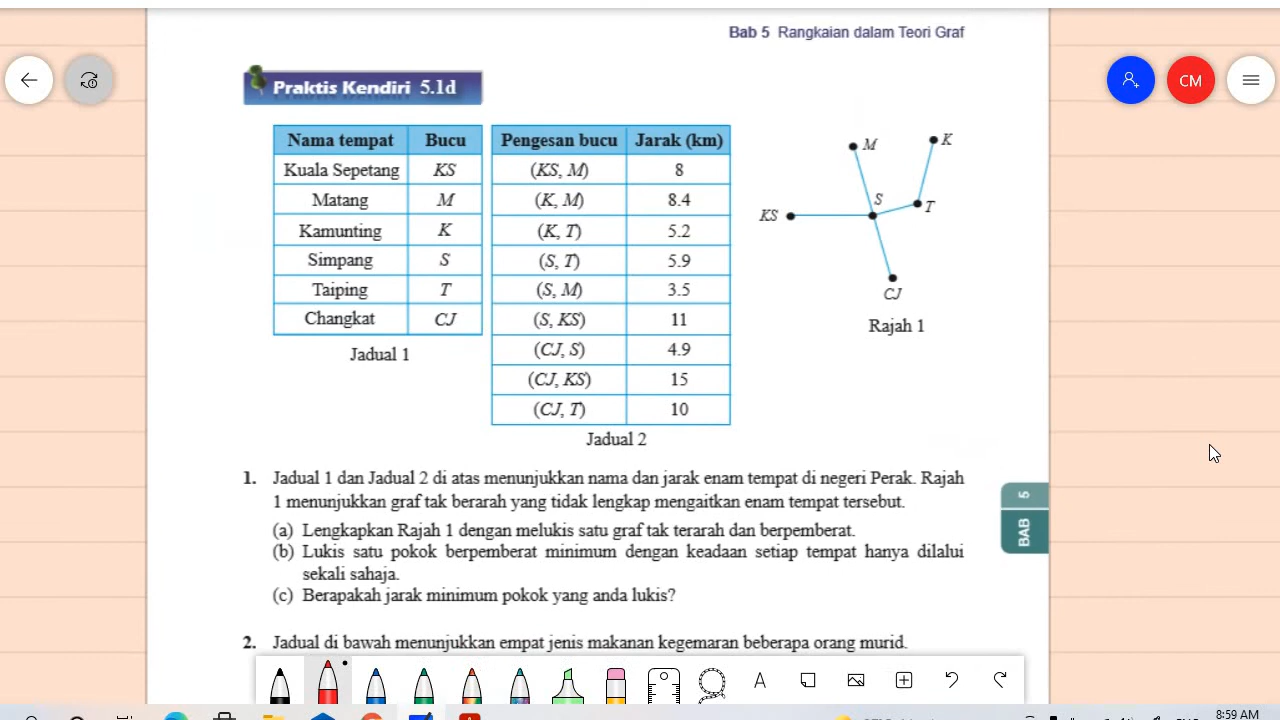 Bab 5 Rangkaian dalam Teori Graf
Praktis Kendiri 5.1d
CM
Nama tempat Bucu
Kuala Sepetang KS
Matang M
Kamunting K
Simpang S
Taiping T
Changkat CJ
Jadual 1
Pengesan bucu Jarak (km)
(KS, M) 8
(K, M) 8.4
(K, T) 5.2
(S, T) 5.9
(S, M) 3.5
(S, KS) 11
(CJ, S) 4.9
(CJ, KS) 15
(CJ, T) 10
Jadual 2
M
K
S
T
KS
CJ
Rajah 1
1. Jadual 1 dan Jadual 2 di atas menunjukkan nama dan jarak enam tempat di negeri Perak. Rajah
1 menunjukkan graf tak berarah yang tidak lengkap mengaitkan enam tempat tersebut.
(a) Lengkapkan Rajah 1 dengan melukis satu graf tak terarah dan berpemberat.
(b) Lukis satu pokok berpemberat minimum dengan keadaan setiap tempat hanya dilalui
sekali sahaja.
(c) Berapakah jarak minimum pokok yang anda lukis?
BAB 5
2. Jadual di bawah menunjukkan empat jenis makanan kegemaran beberapa orang murid.
A
8:59 AM